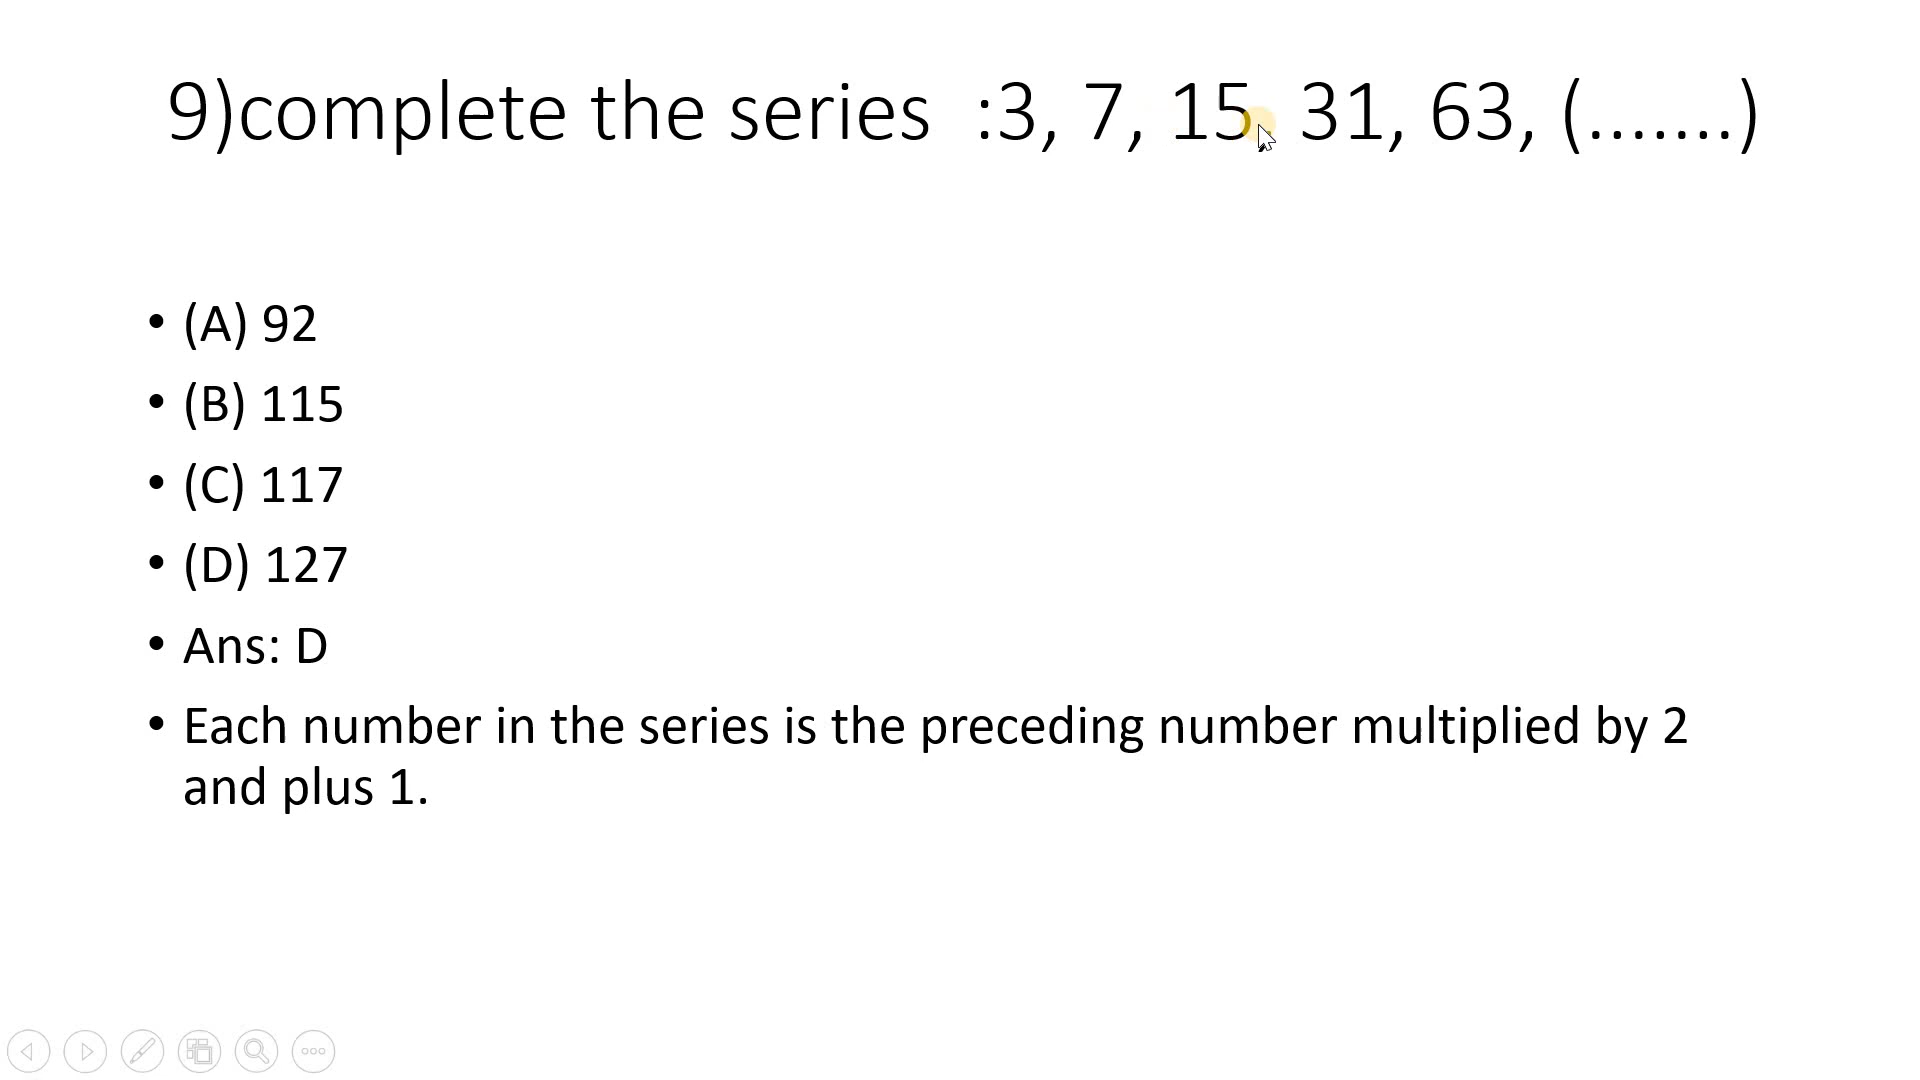 9)complete the series  :3, 7, 15, 31, 63, (.......)
• (A) 92
• (B) 115
• (C) 117
• (D) 127
• Ans: D
• Each number in the series is the preceding number multiplied by 2
and plus 1.